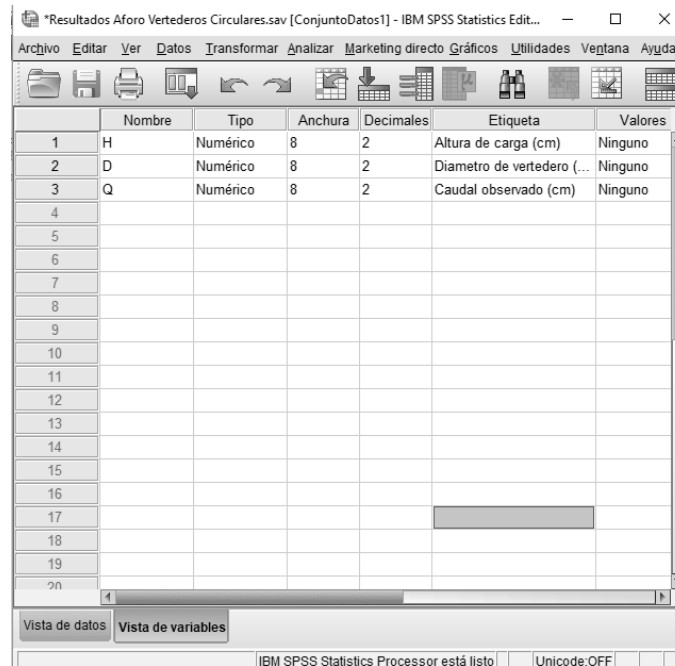 *Resultados Aforo Vertederos Circulares.sav [ConjuntoDatos1] - IBM SPSS Statistics Edit...
Archivo Editar Ver Datos Transformar Analizar Marketing directo Gráficos Utilidades Ventana Ayuda
Nombre Tipo Anchura Decimales Etiqueta Valores
1 H Numérico 8 2 Altura de carga (cm) Ninguno
2 D Numérico 8 2 Diametro de vertedero (... Ninguno
3 Q Numérico 8 2 Caudal observado (cm) Ninguno
4
5
6
7
8
9
10
11
12
13
14
15
16
17
18
19
20
Vista de datos Vista de variables
IBM SPSS Statistics Processor está listo Unicode:OFF